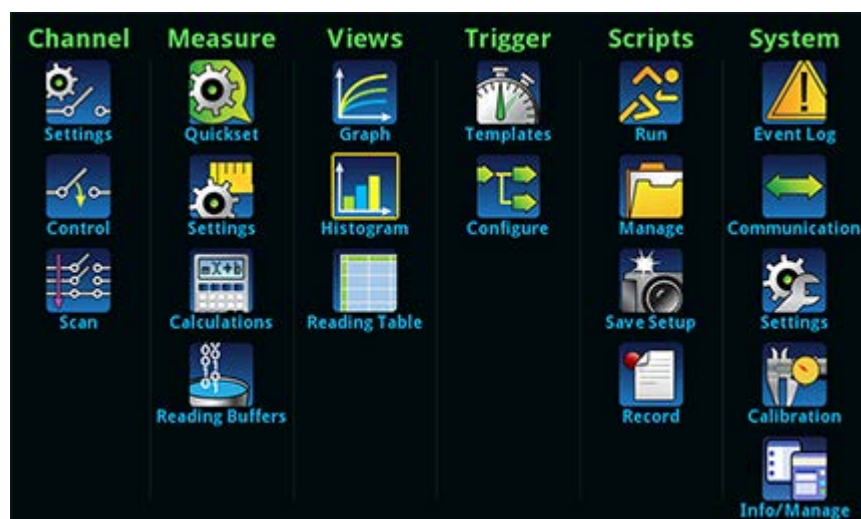 Channel Measure Views Trigger Scripts System
Settings Quickset Graph Templates Run Event Log
Control Settings Histogram Configure Manage Communication
Scan Calculations Reading Table Save Setup Settings
Reading Buffers Record Calibration
Info/Manage